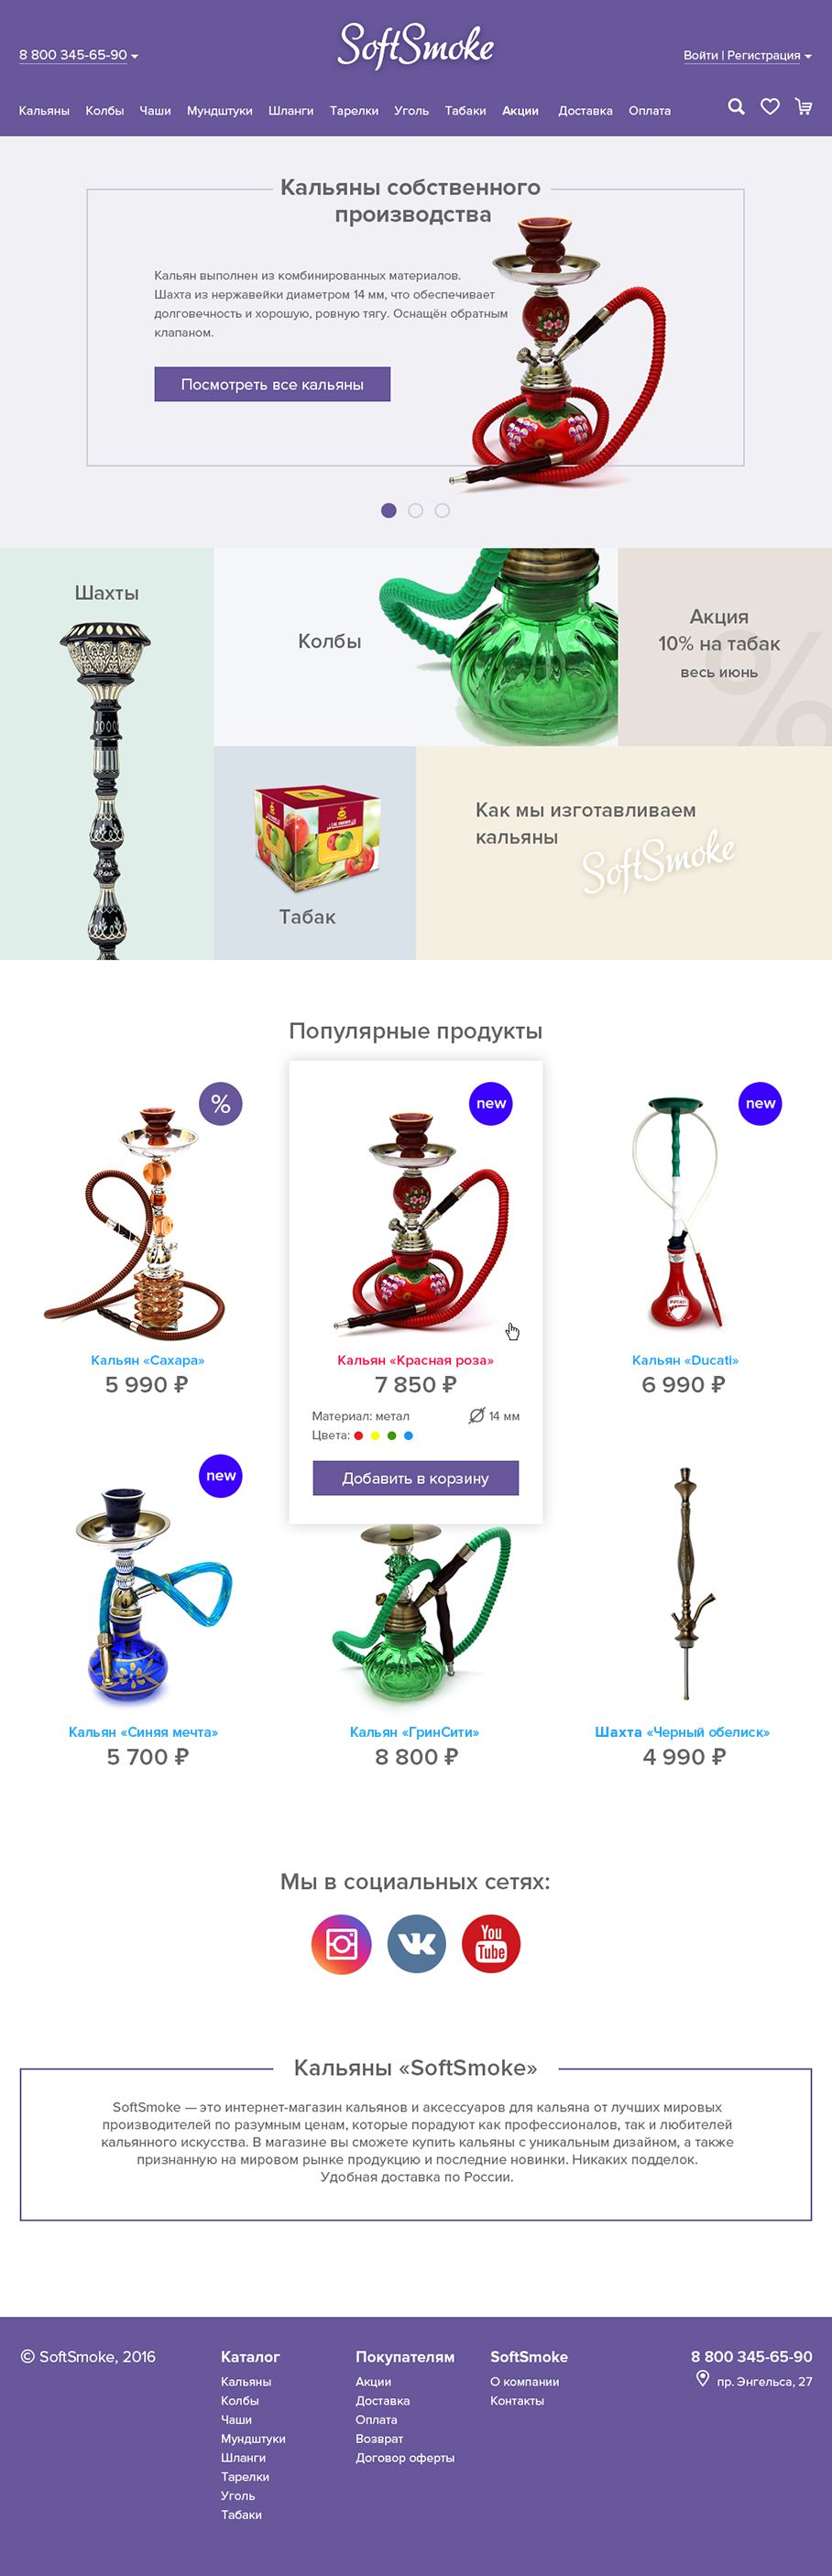 SoftSmoke
8 800 345-65-90
Войти | Регистрация
Кальяны Колбы Чаши Мундштуки Шланги Тарелки Уголь Табаки Акции Доставка Оплата
Кальяны собственного
производства
Кальян выполнен из комбинированных материалов.
Шахта из нержавейки диаметром 14 мм, что обеспечивает
долговечность и хорошую, ровную тягу. Оснащён обратным
клапаном.
Посмотреть все кальяны
Шахты
Колбы
Акция
10% на табак
весь июнь
%
Табак
Как мы изготавливаем
кальяны
SoftSmoke
Популярные продукты
%
new
new
DUCATI
Кальян «Сахара»
5 990 ₽
Кальян «Красная роза»
7 850 ₽
Материал: метал
14 мм
Цвета:
Добавить в корзину
Кальян «Ducati»
6 990 ₽
new
Кальян «Синяя мечта»
5 700 ₽
Кальян «ГринСити»
8 800 ₽
Шахта «Черный обелиск»
4 990 ₽
Мы в социальных сетях:
You
Tube
Кальяны «SoftSmoke»
SoftSmoke — это интернет-магазин кальянов и аксессуаров для кальяна от лучших мировых
производителей по разумным ценам, которые порадуют как профессионалов, так и любителей
кальянного искусства. В магазине вы сможете купить кальяны с уникальным дизайном, а также
признанную на мировом рынке продукцию и последние новинки. Никаких подделок.
Удобная доставка по России.
© SoftSmoke, 2016
Каталог
Кальяны
Колбы
Чаши
Мундштуки
Шланги
Тарелки
Уголь
Табаки
Покупателям
Акции
Доставка
Оплата
Возврат
Договор оферты
SoftSmoke
О компании
Контакты
8 800 345-65-90
пр. Энгельса, 27